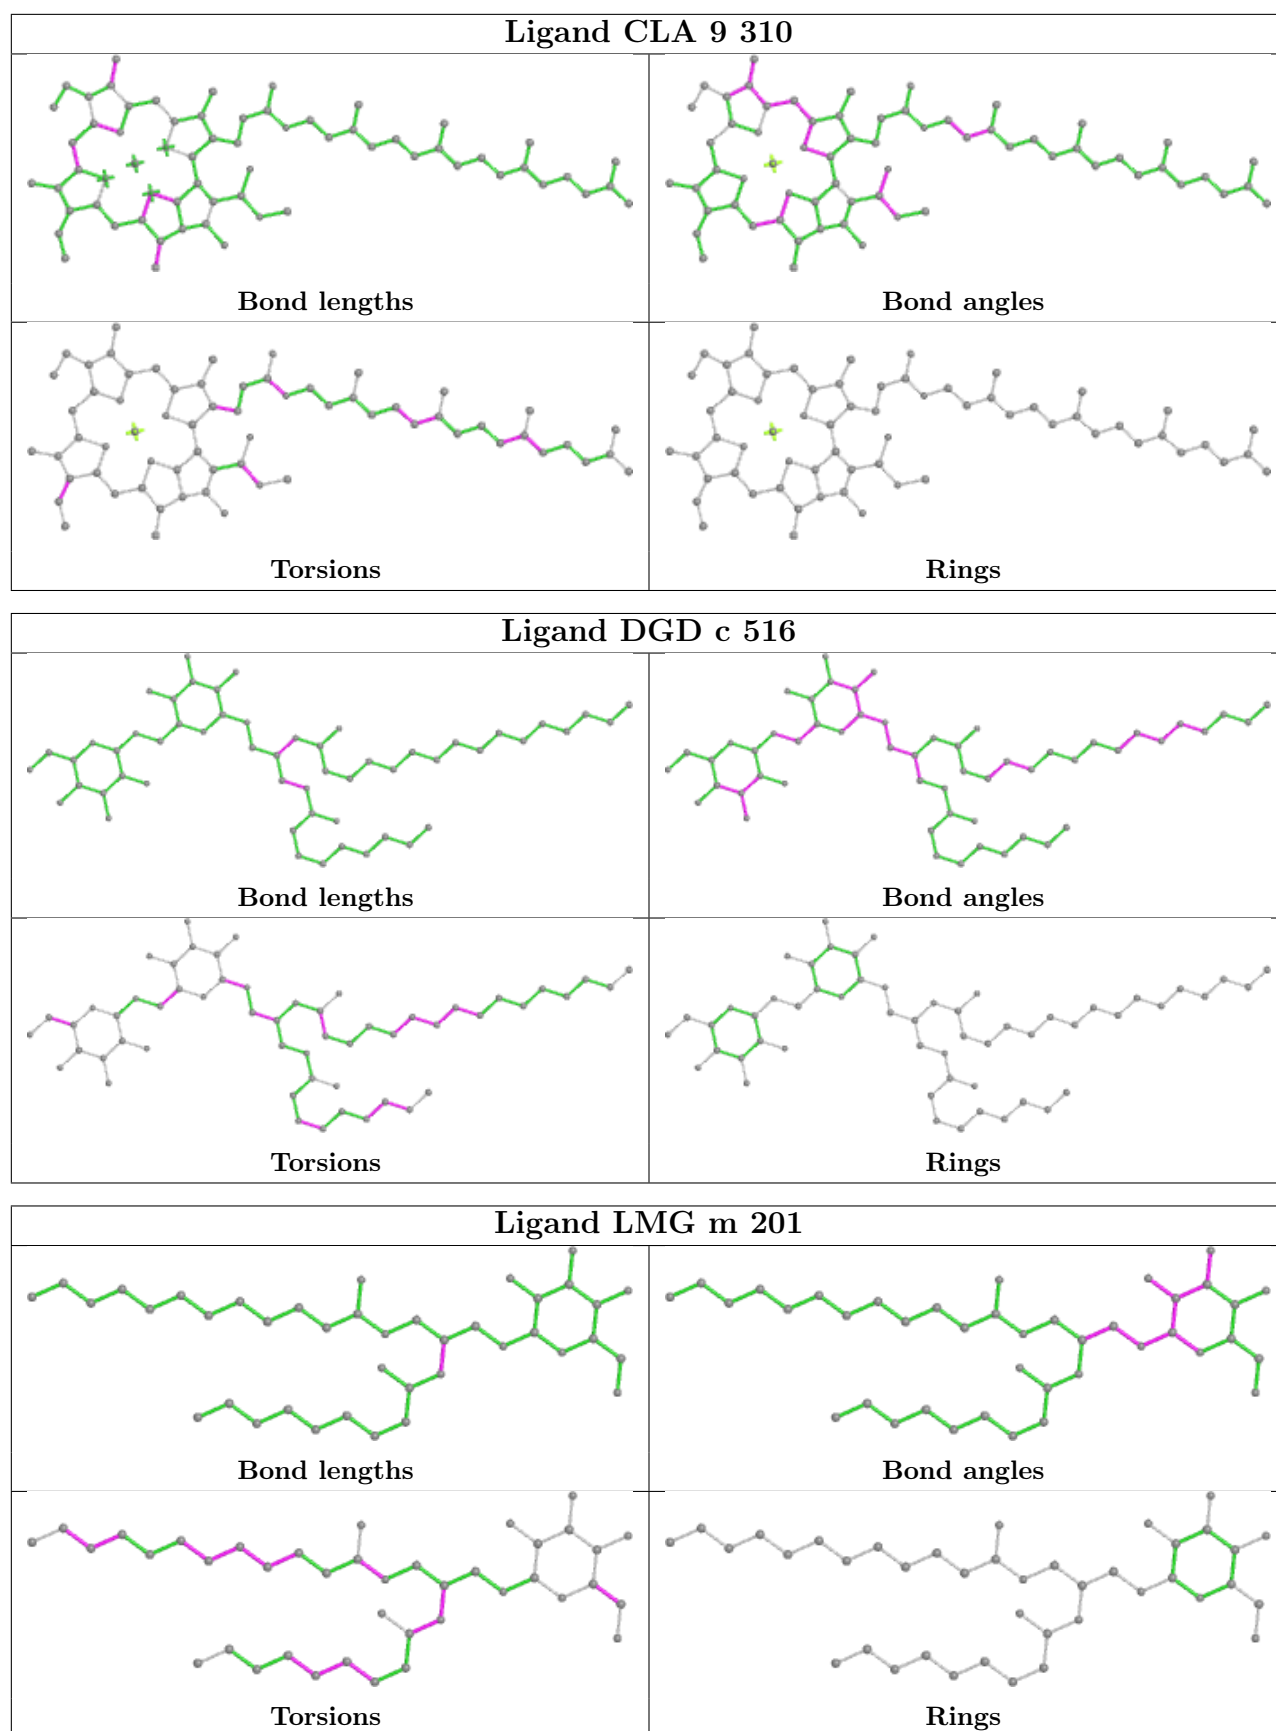 Ligand CLA 9 310
Bond lengths
Bond angles
Torsions
Rings
Ligand DGD c 516
Bond lengths
Bond angles
Torsions
Rings
Ligand LMG m 201
Bond lengths
Bond angles
Torsions
Rings